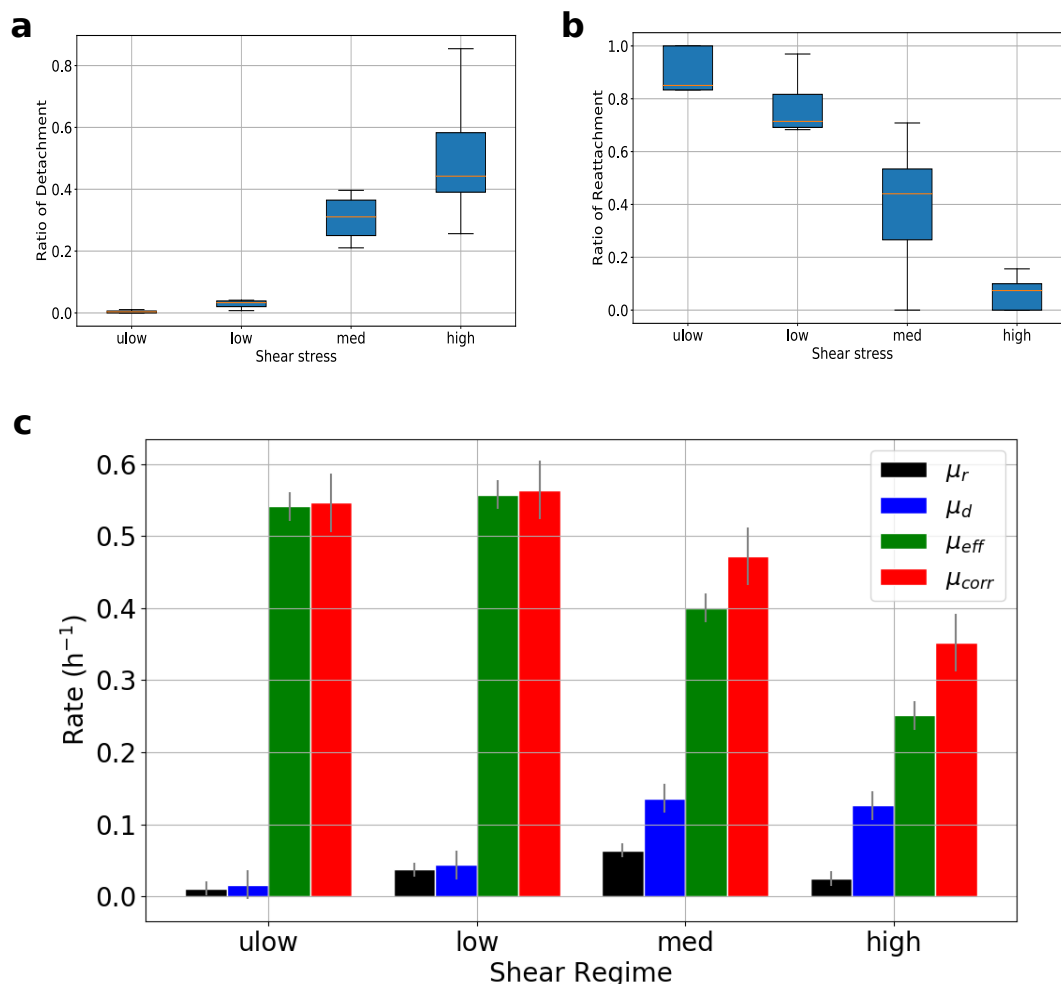 a
Ratio of Detachment
0.8
0.6
0.4
0.2
0.0
ulow low med high
Shear stress
b
Ratio of Reattachment
1.0
0.8
0.6
0.4
0.2
0.0
ulow low med high
Shear stress
c
Rate (h⁻¹)
0.6
0.5
0.4
0.3
0.2
0.1
0.0
μr
μd
μeff
μcorr
ulow low med high
Shear Regime